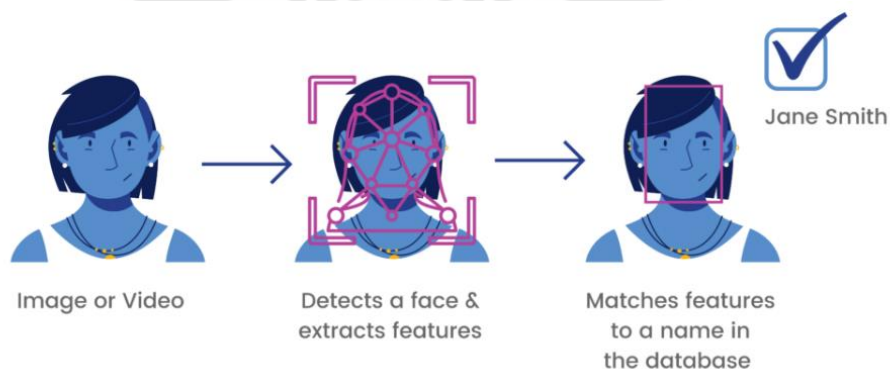 Jane Smith
Image or Video
Detects a face &
extracts features
Matches features
to a name in
the database